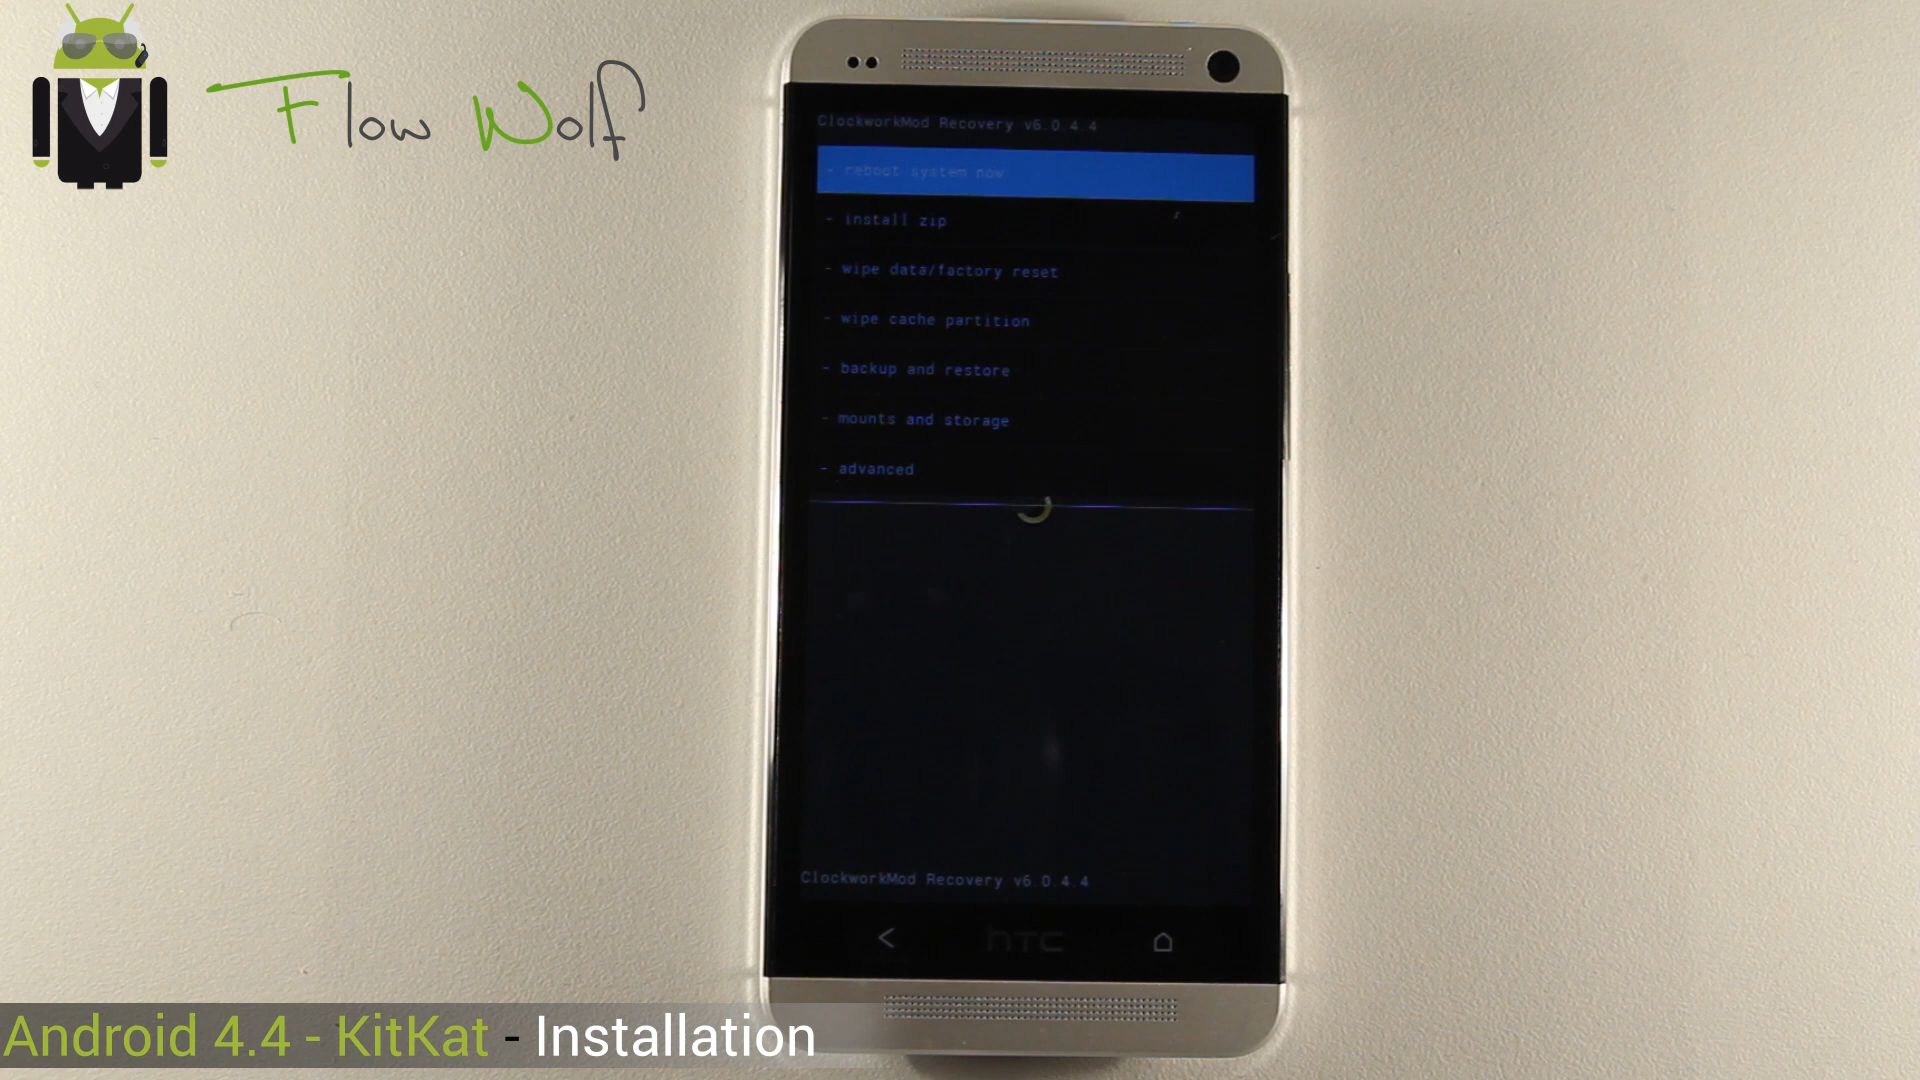 Flow Wolf
ClockworkMod Recovery v6.0.4.4
- reboot system now
- install zip
- wipe data/factory reset
- wipe cache partition
- backup and restore
- mounts and storage
- advanced
ClockworkMod Recovery v6.0.4.4
hTC
Android 4.4 - KitKat - Installation